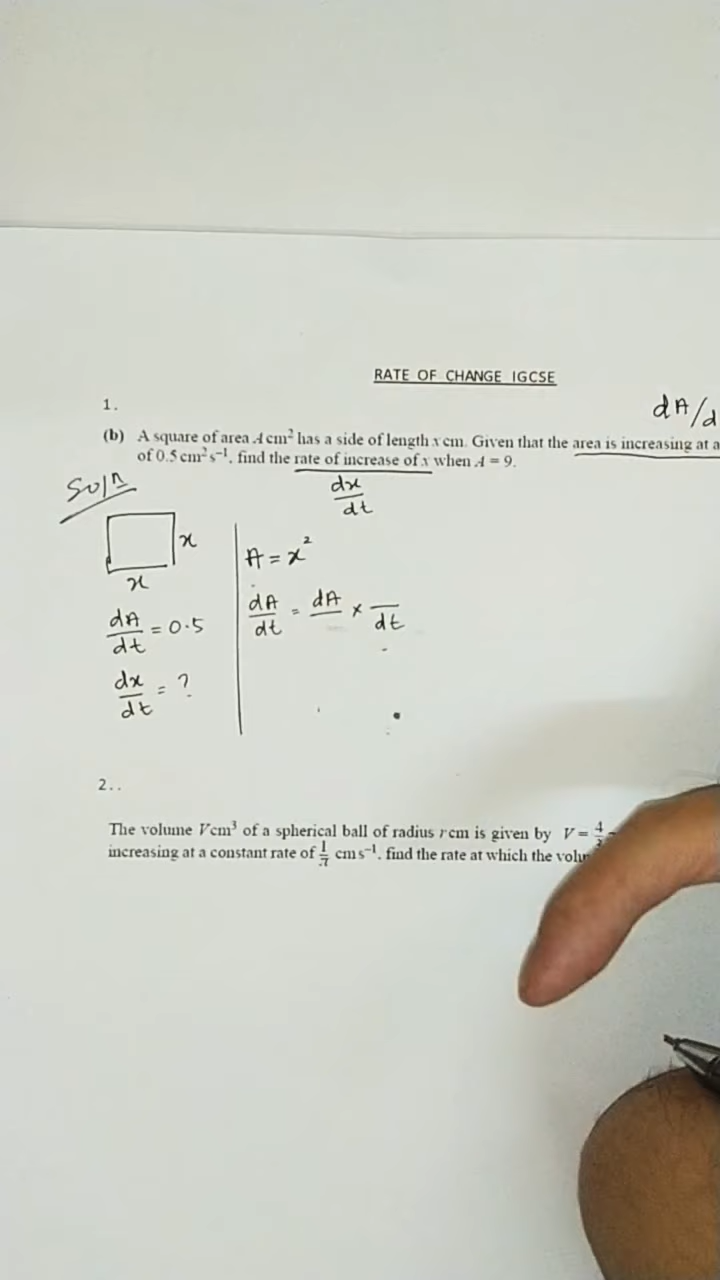 RATE OF CHANGE IGCSE
1.
dA/d
(b) A square of area A cm² has a side of length x cm. Given that the area is increasing at a
of 0.5 cm² s⁻¹, find the rate of increase of x when A = 9.
dx/dt
Solⁿ
x
x
A = x²
dA/dt = 0.5
dA/dt = dA/ × /dt
dx/dt = ?
2..
The volume V cm³ of a spherical ball of radius r cm is given by V = 4/3
increasing at a constant rate of 1/π cm s⁻¹, find the rate at which the volu